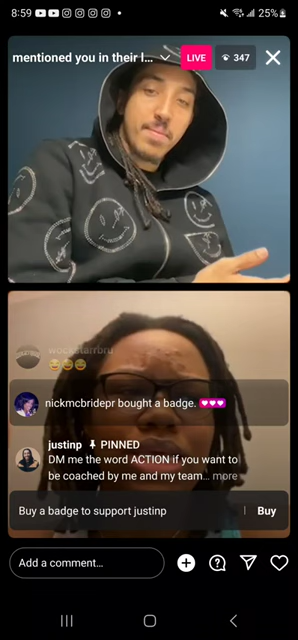 8:59
25%
mentioned you in their l...
LIVE
347
wockstarrbru
nickmcbridepr bought a badge.
justinp PINNED
DM me the word ACTION if you want to
be coached by me and my team... more
Buy a badge to support justinp
Buy
Add a comment...